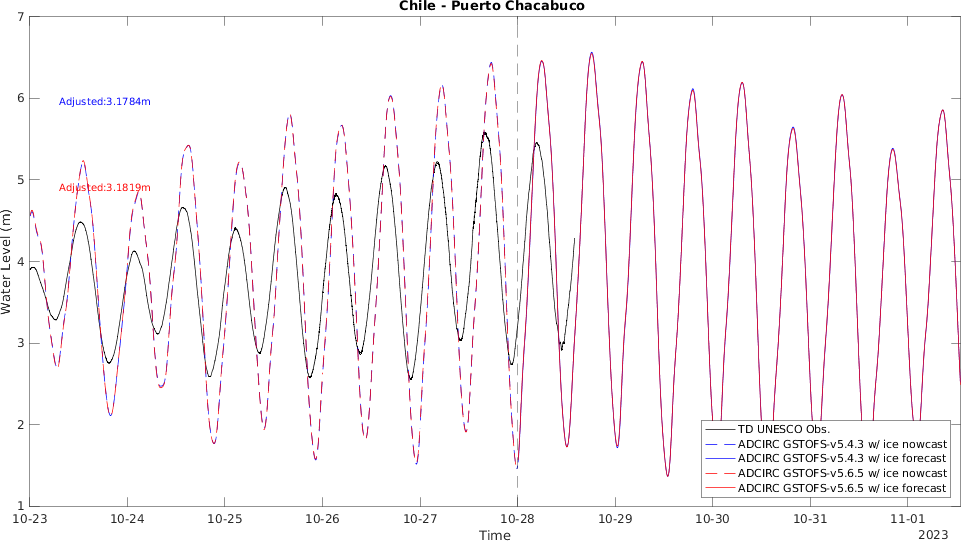 Chile - Puerto Chacabuco
7
6
5
4
3
2
1
Water Level (m)
Adjusted:3.1784m
Adjusted:3.1819m
TD UNESCO Obs.
ADCIRC GSTOFS-v5.4.3 w/ ice nowcast
ADCIRC GSTOFS-v5.4.3 w/ ice forecast
ADCIRC GSTOFS-v5.6.5 w/ ice nowcast
ADCIRC GSTOFS-v5.6.5 w/ ice forecast
10-23 10-24 10-25 10-26 10-27 10-28 10-29 10-30 10-31 11-01
Time
2023